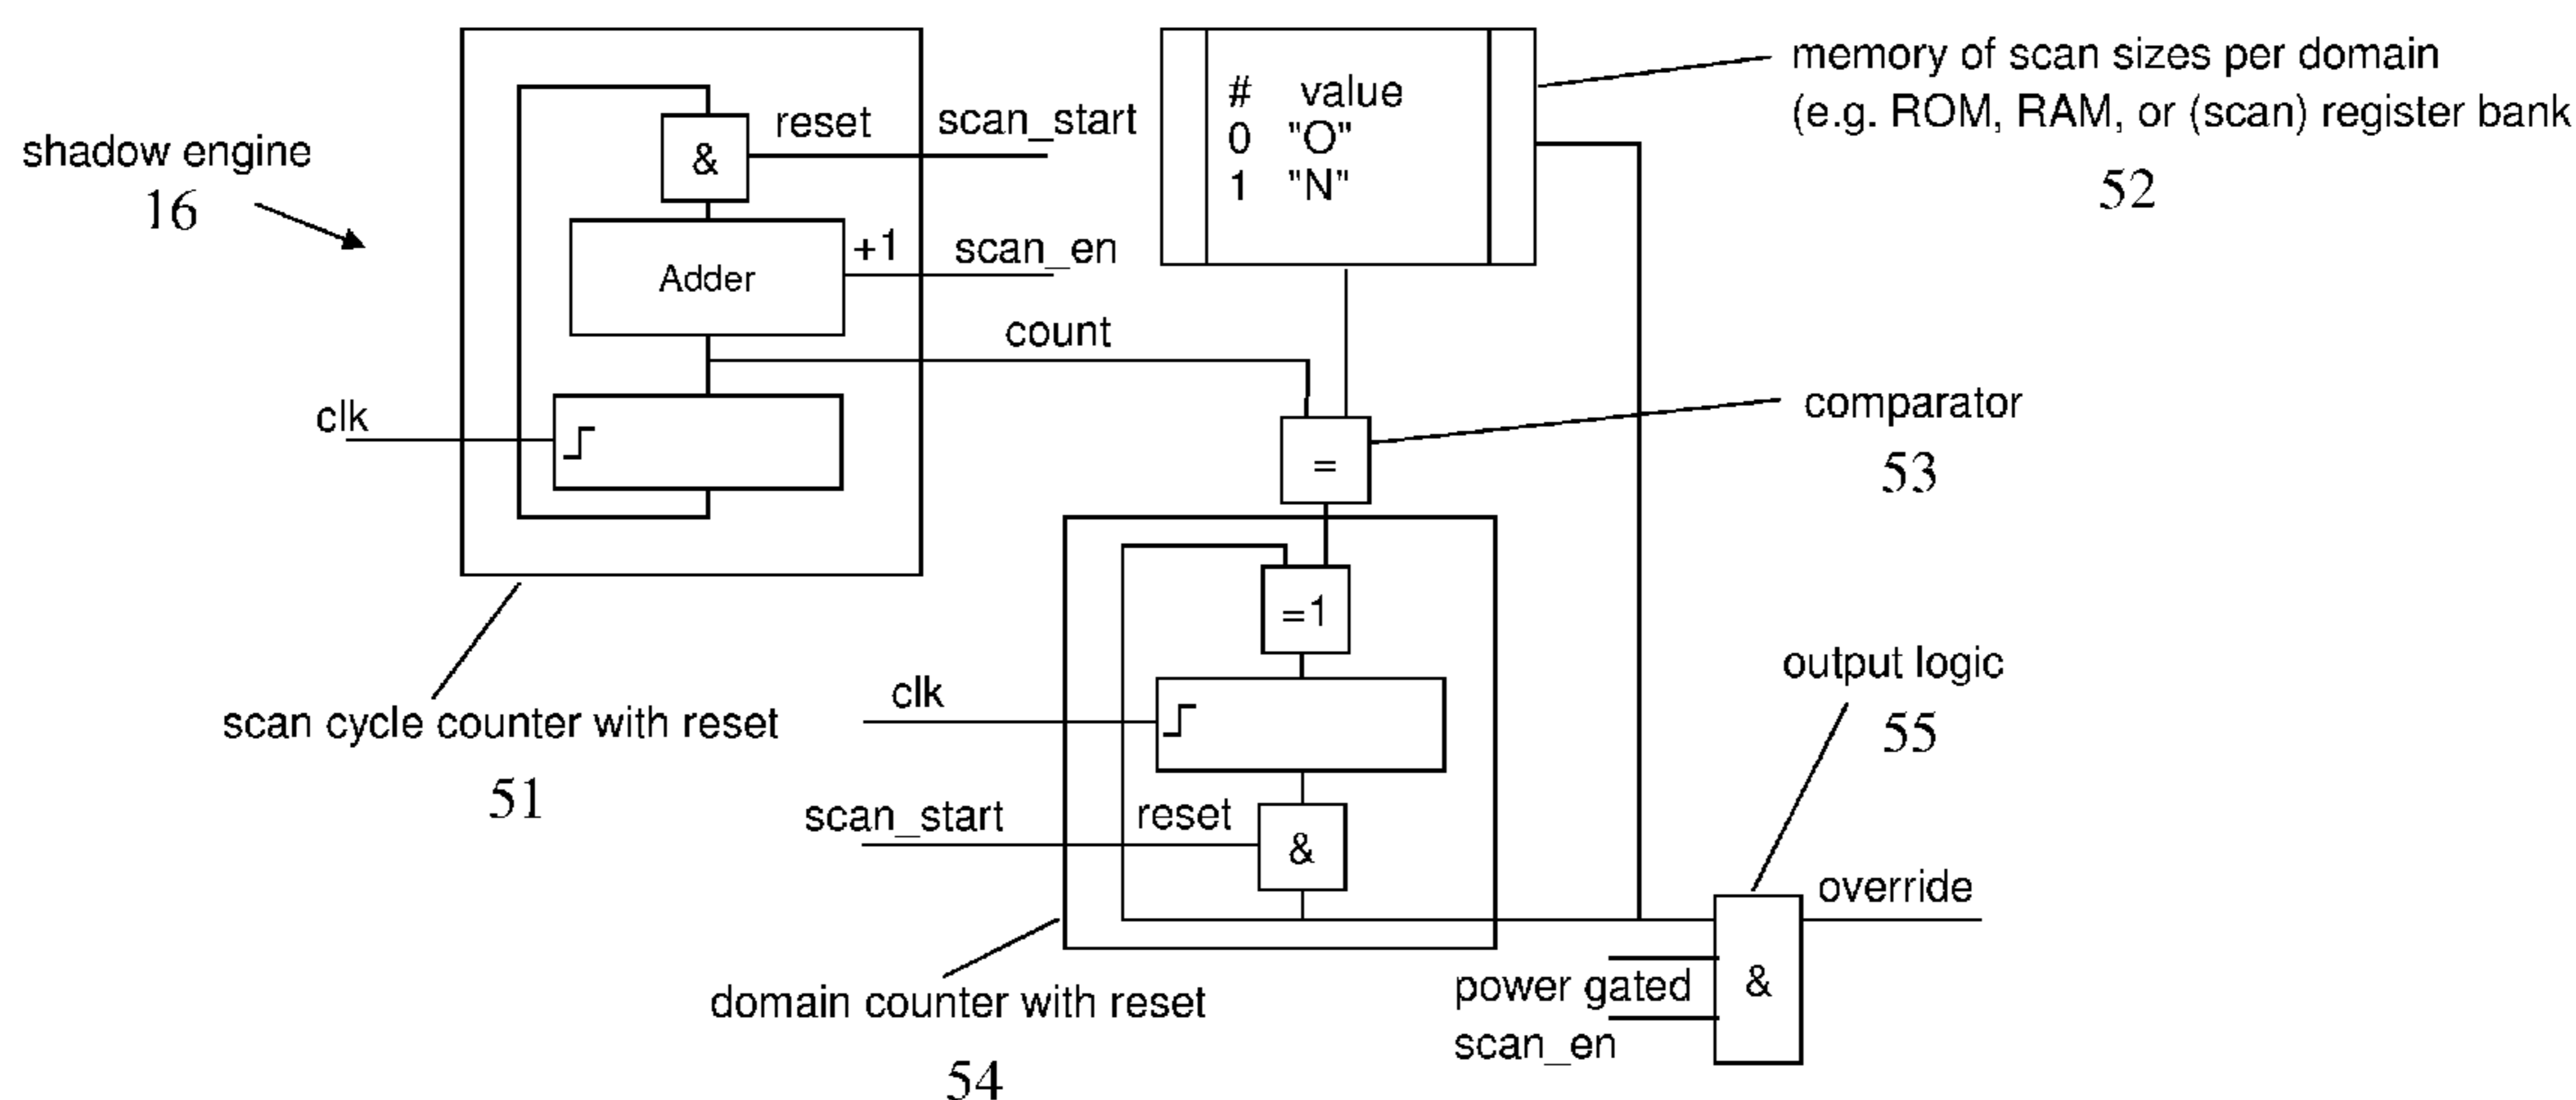 shadow engine
16
&
reset
scan_start
Adder
+1
scan_en
count
clk
scan cycle counter with reset
51
# value
0 "O"
1 "N"
memory of scan sizes per domain
(e.g. ROM, RAM, or (scan) register bank
52
=
comparator
53
=1
clk
scan_start
reset
&
domain counter with reset
54
output logic
55
override
power gated
scan_en
&